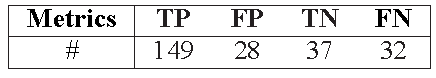 Metrics TP FP TN FN
# 149 28 37 32